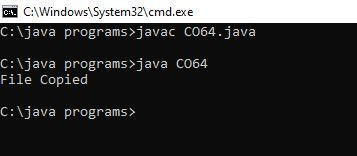 C:\Windows\System32\cmd.exe
C:\java programs>javac CO64.java
C:\java programs>java CO64
File Copied
C:\java programs>